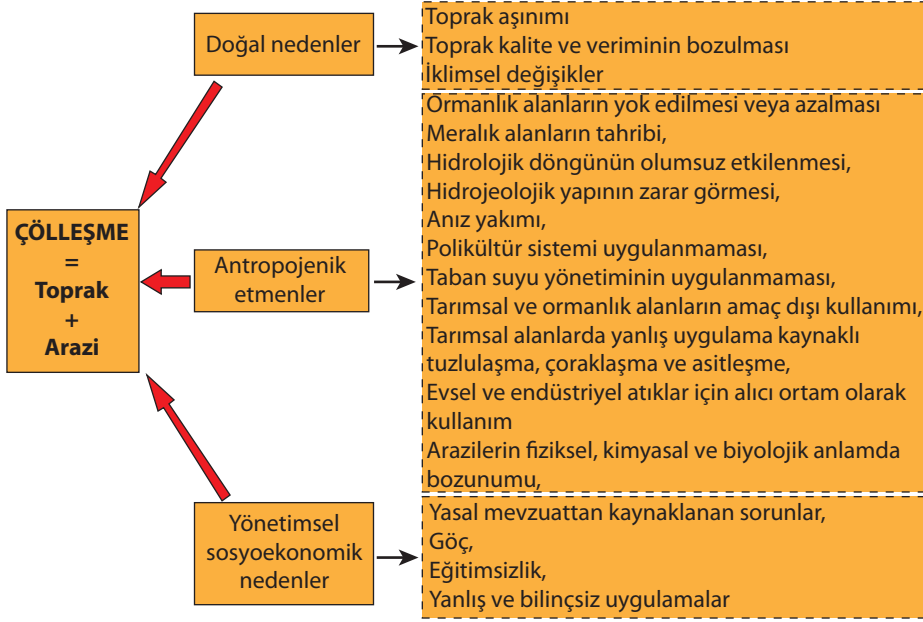 Doğal nedenler
Toprak aşınımı
Toprak kalite ve veriminin bozulması
İklimsel değişikler
ÇÖLLEŞME
=
Toprak
+
Arazi
Antropojenik
etmenler
Ormanlık alanların yok edilmesi veya azalması
Meralık alanların tahribi,
Hidrolojik döngünün olumsuz etkilenmesi,
Hidrojeolojik yapının zarar görmesi,
Anız yakımı,
Polikültür sistemi uygulanmaması,
Taban suyu yönetiminin uygulanmaması,
Tarımsal ve ormanlık alanların amaç dışı kullanımı,
Tarımsal alanlarda yanlış uygulama kaynaklı
tuzlulaşma, çoraklaşma ve asitleşme,
Evsel ve endüstriyel atıklar için alıcı ortam olarak
kullanım
Arazilerin fiziksel, kimyasal ve biyolojik anlamda
bozunumu,
Yönetimsel
sosyoekonomik
nedenler
Yasal mevzuattan kaynaklanan sorunlar,
Göç,
Eğitimsizlik,
Yanlış ve bilinçsiz uygulamalar